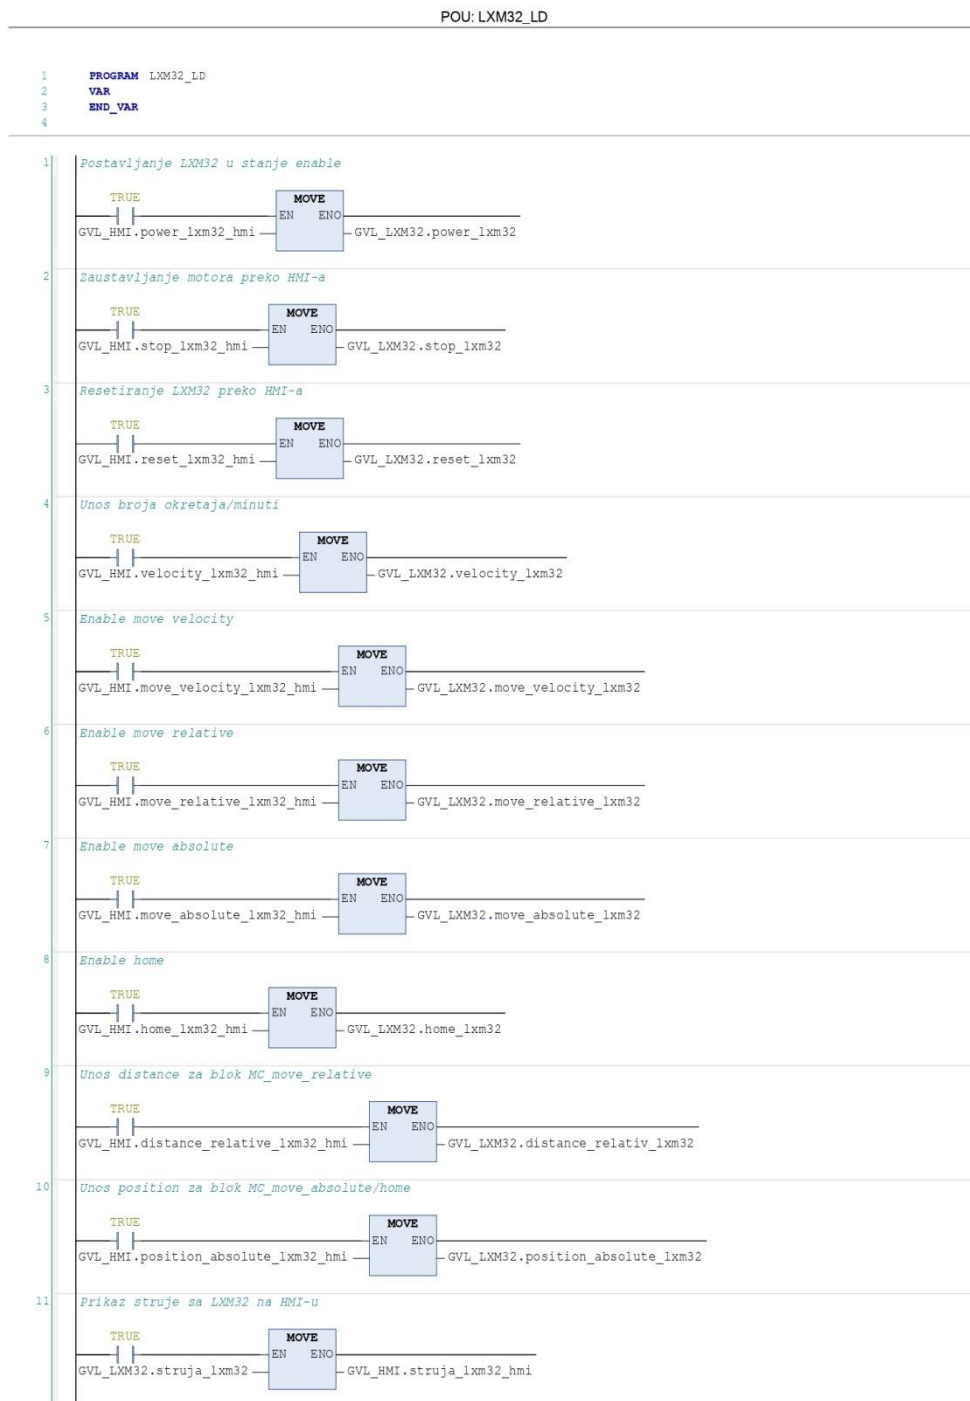 POU: LXM32_LD
1 PROGRAM LXM32_LD
2 VAR
3 END_VAR
4
1 Postavljanje LXM32 u stanje enable
TRUE
MOVE
EN ENO
GVL_HMI.power_lxm32_hmi GVL_LXM32.power_lxm32
2 Zaustavljanje motora preko HMI-a
TRUE
MOVE
EN ENO
GVL_HMI.stop_lxm32_hmi GVL_LXM32.stop_lxm32
3 Resetiranje LXM32 preko HMI-a
TRUE
MOVE
EN ENO
GVL_HMI.reset_lxm32_hmi GVL_LXM32.reset_lxm32
4 Unos broja okretaja/minuti
TRUE
MOVE
EN ENO
GVL_HMI.velocity_lxm32_hmi GVL_LXM32.velocity_lxm32
5 Enable move velocity
TRUE
MOVE
EN ENO
GVL_HMI.move_velocity_lxm32_hmi GVL_LXM32.move_velocity_lxm32
6 Enable move relative
TRUE
MOVE
EN ENO
GVL_HMI.move_relative_lxm32_hmi GVL_LXM32.move_relative_lxm32
7 Enable move absolute
TRUE
MOVE
EN ENO
GVL_HMI.move_absolute_lxm32_hmi GVL_LXM32.move_absolute_lxm32
8 Enable home
TRUE
MOVE
EN ENO
GVL_HMI.home_lxm32_hmi GVL_LXM32.home_lxm32
9 Unos distance za blok MC_move_relative
TRUE
MOVE
EN ENO
GVL_HMI.distance_relative_lxm32_hmi GVL_LXM32.distance_relativ_lxm32
10 Unos position za blok MC_move_absolute/home
TRUE
MOVE
EN ENO
GVL_HMI.position_absolute_lxm32_hmi GVL_LXM32.position_absolute_lxm32
11 Prikaz struje sa LXM32 na HMI-u
TRUE
MOVE
EN ENO
GVL_LXM32.struja_lxm32 GVL_HMI.struja_lxm32_hmi